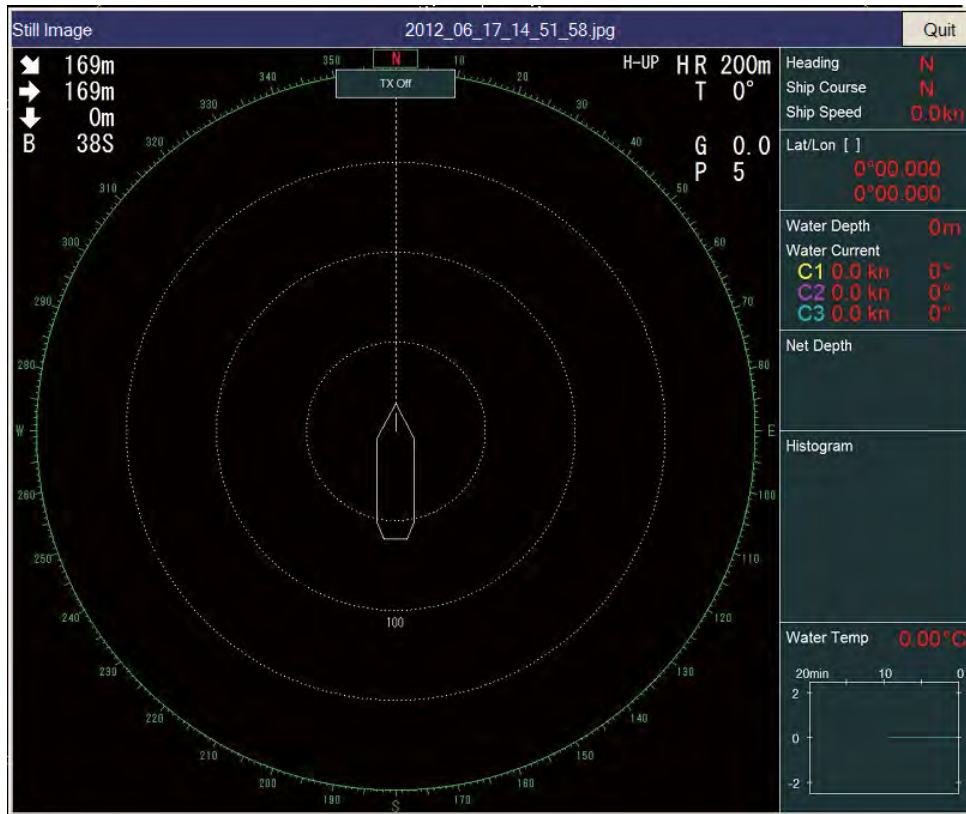 Still Image
2012_06_17_14_51_58.jpg
Quit
169m
169m
0m
B 38S
H-UP HR 200m
T 0°
G 0.0
P 5
N
TX Off
10
20
30
40
50
60
70
80
E
100
110
120
130
140
150
160
170
S
190
200
210
220
230
240
250
260
W
280
290
300
310
320
330
340
350
100
Heading N
Ship Course N
Ship Speed 0.0kn
Lat/Lon [ ]
0°00.000
0°00.000
Water Depth 0m
Water Current
C1 0.0 kn 0°
C2 0.0 kn 0°
C3 0.0 kn 0°
Net Depth
Histogram
Water Temp 0.00°C
20min 10 0
2
0
-2